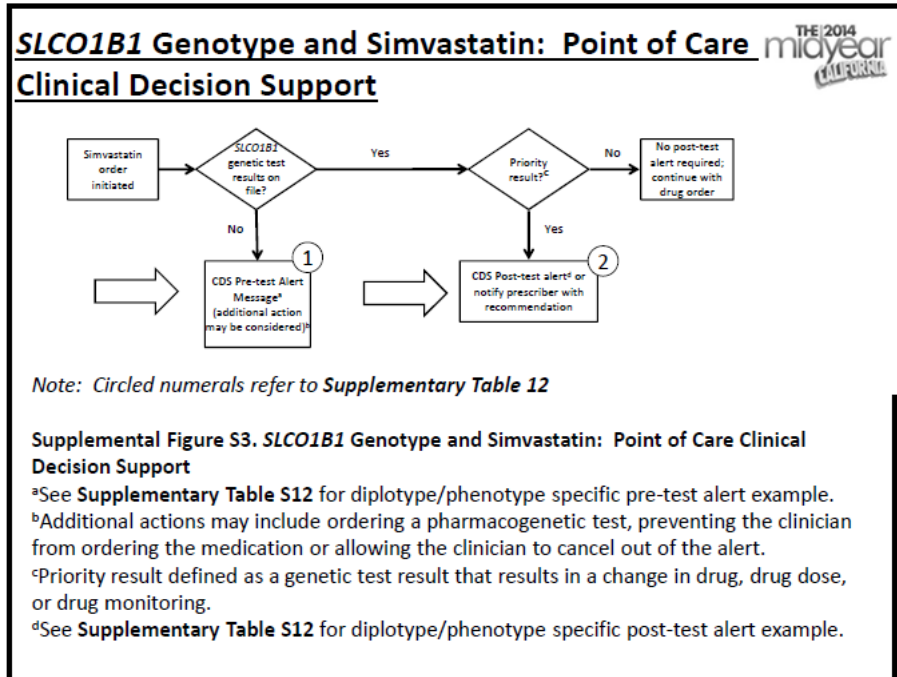 SLCO1B1 Genotype and Simvastatin: Point of Care
Clinical Decision Support
THE 2014
midyear
CALIFORNIA
Simvastatin
order
initiated
SLCO1B1
genetic test
results on
file?
Yes
Priority
result?ᶜ
No
No post-test
alert required;
continue with
drug order
No
Yes
1
CDS Pre-test Alert
Messageᵃ
(additional action
may be considered)ᵇ
2
CDS Post-test alertᵈ or
notify prescriber with
recommendation
Note: Circled numerals refer to Supplementary Table 12
Supplemental Figure S3. SLCO1B1 Genotype and Simvastatin: Point of Care Clinical
Decision Support
ᵃSee Supplementary Table S12 for diplotype/phenotype specific pre-test alert example.
ᵇAdditional actions may include ordering a pharmacogenetic test, preventing the clinician
from ordering the medication or allowing the clinician to cancel out of the alert.
ᶜPriority result defined as a genetic test result that results in a change in drug, drug dose,
or drug monitoring.
ᵈSee Supplementary Table S12 for diplotype/phenotype specific post-test alert example.